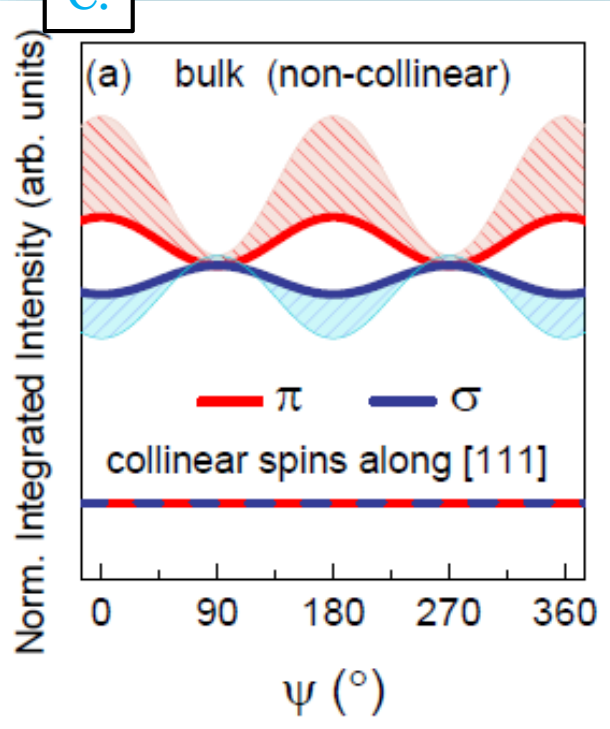 C.
(a) bulk (non-collinear)
Norm. Integrated Intensity (arb. units)
π σ
collinear spins along [111]
0 90 180 270 360
ψ (°)